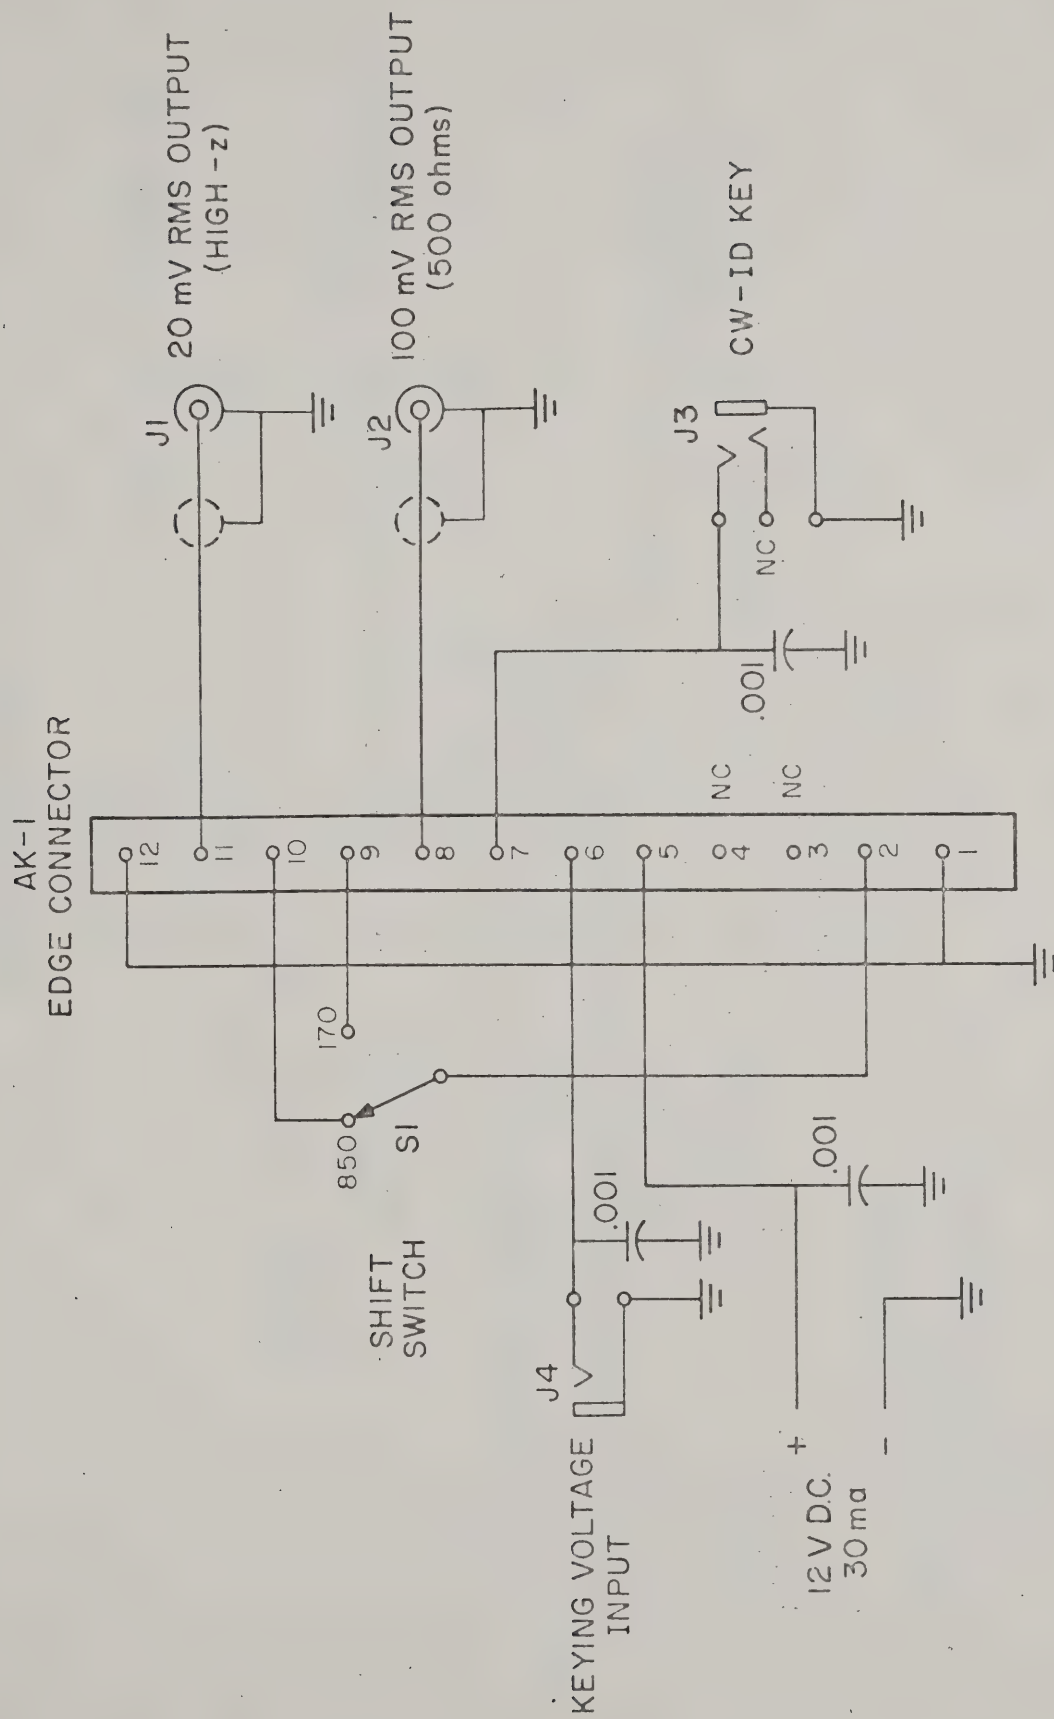 AK-1
EDGE CONNECTOR
J1
20 mV RMS OUTPUT
(HIGH-Z)
J2
100 mV RMS OUTPUT
(500 ohms)
J3
CW-ID KEY
NC
.001
NC
NC
12
11
10
9
8
7
6
5
4
3
2
1
170
850
S1
SHIFT
SWITCH
.001
.001
J4
KEYING VOLTAGE
INPUT
+
-
12 V D.C.
30 ma